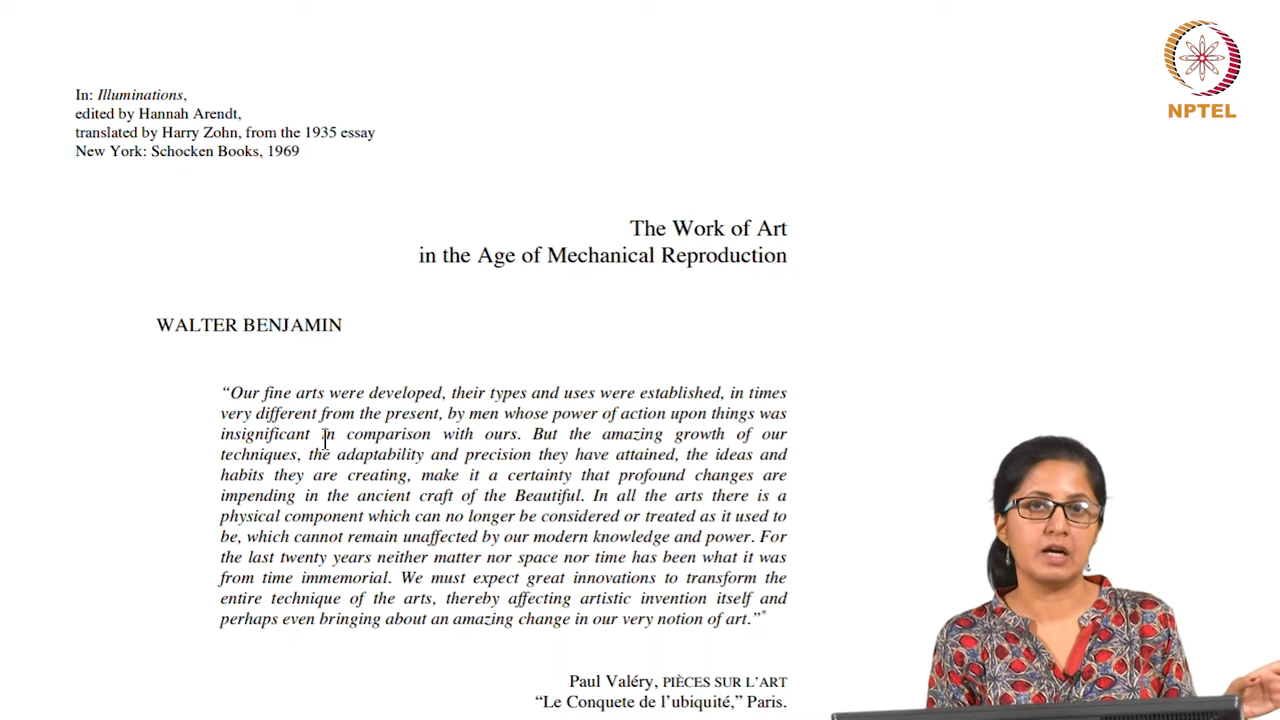 In: Illuminations,
edited by Hannah Arendt,
translated by Harry Zohn, from the 1935 essay
New York: Schocken Books, 1969
NPTEL
The Work of Art
in the Age of Mechanical Reproduction
WALTER BENJAMIN
“Our fine arts were developed, their types and uses were established, in times
very different from the present, by men whose power of action upon things was
insignificant in comparison with ours. But the amazing growth of our
techniques, the adaptability and precision they have attained, the ideas and
habits they are creating, make it a certainty that profound changes are
impending in the ancient craft of the Beautiful. In all the arts there is a
physical component which can no longer be considered or treated as it used to
be, which cannot remain unaffected by our modern knowledge and power. For
the last twenty years neither matter nor space nor time has been what it was
from time immemorial. We must expect great innovations to transform the
entire technique of the arts, thereby affecting artistic invention itself and
perhaps even bringing about an amazing change in our very notion of art.”*
Paul Valéry, PIÈCES SUR L’ART
“Le Conquete de l’ubiquité,” Paris.